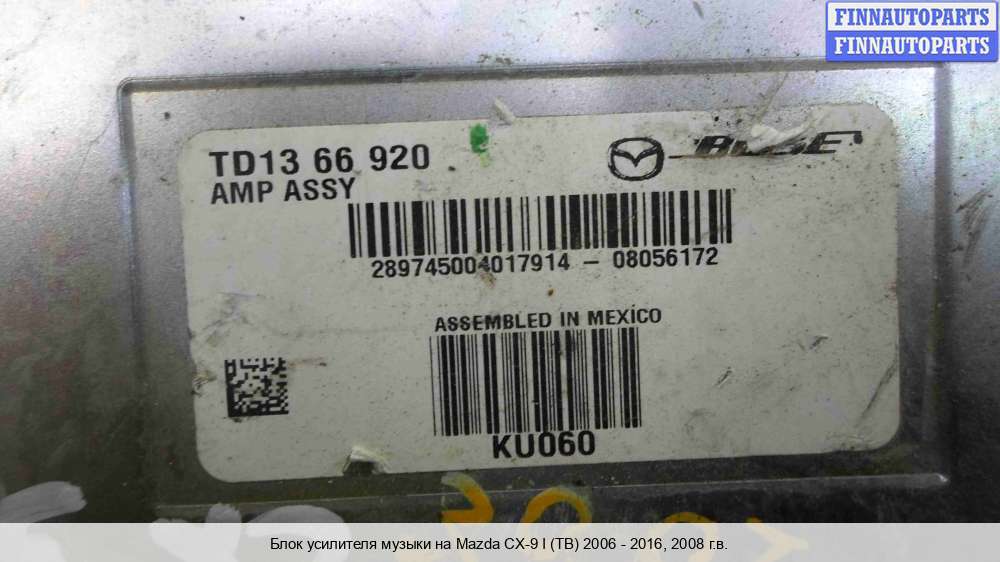 FINNAUTOPARTS
FINNAUTOPARTS
TD13 66 920
AMP ASSY
BOSE
289745004017914 - 08056172
ASSEMBLED IN MEXÍCO
KU060
Блок усилителя музыки на Mazda CX-9 I (TB) 2006 - 2016, 2008 г.в.